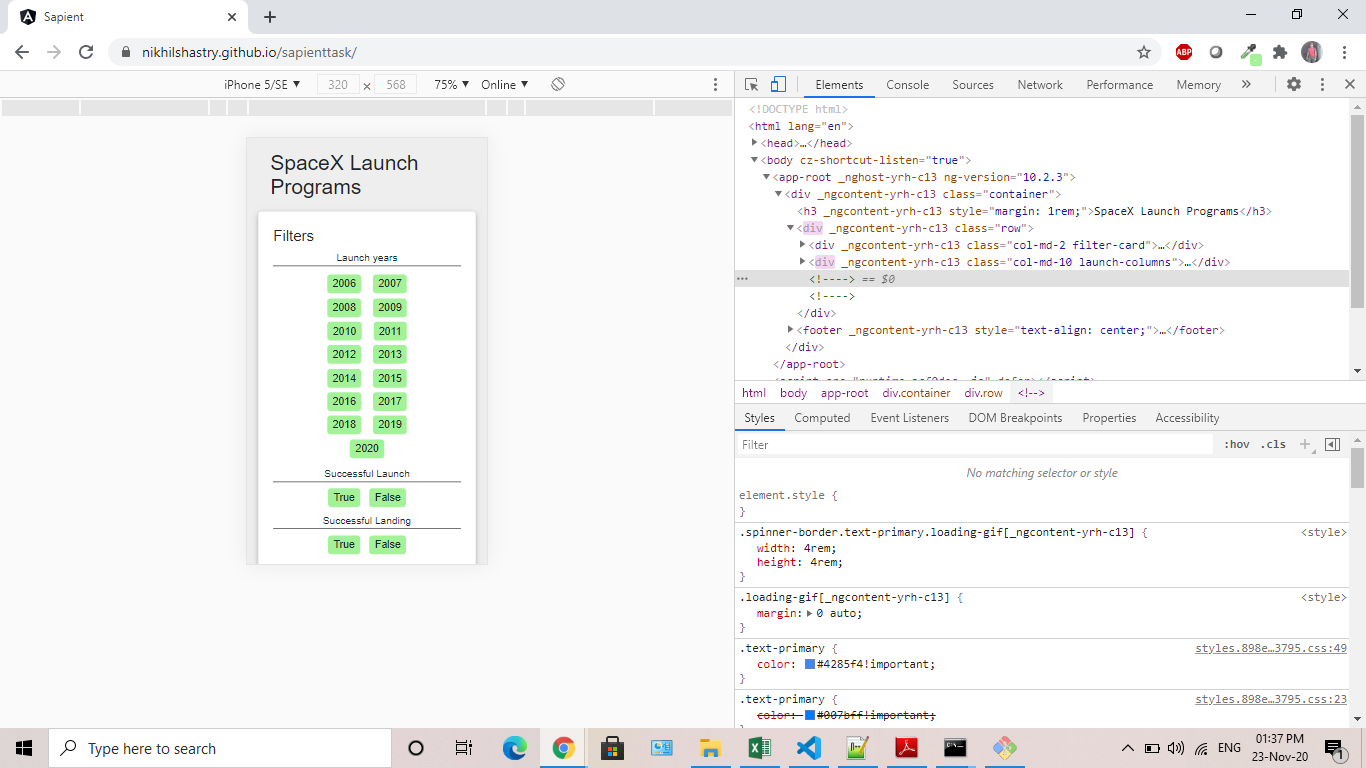 Sapient
nikhilshastry.github.io/sapienttask/
ABP
iPhone 5/SE ▼ 320 × 568 75% ▼ Online ▼
Elements Console Sources Network Performance Memory »
SpaceX Launch
Programs
Filters
Launch years
2006 2007
2008 2009
2010 2011
2012 2013
2014 2015
2016 2017
2018 2019
2020
Successful Launch
True False
Successful Landing
True False
<!DOCTYPE html>
<html lang="en">
<head>…</head>
<body cz-shortcut-listen="true">
<app-root _nghost-yrh-c13 ng-version="10.2.3">
<div _ngcontent-yrh-c13 class="container">
<h3 _ngcontent-yrh-c13 style="margin: 1rem;">SpaceX Launch Programs</h3>
<div _ngcontent-yrh-c13 class="row">
<div _ngcontent-yrh-c13 class="col-md-2 filter-card">…</div>
<div _ngcontent-yrh-c13 class="col-md-10 launch-columns">…</div>
<!----> == $0
<!---->
</div>
<footer _ngcontent-yrh-c13 style="text-align: center;">…</footer>
</div>
</app-root>
html body app-root div.container div.row <!-->
Styles Computed Event Listeners DOM Breakpoints Properties Accessibility
Filter :hov .cls +
No matching selector or style
element.style {
}
.spinner-border.text-primary.loading-gif[_ngcontent-yrh-c13] { <style>
width: 4rem;
height: 4rem;
}
.loading-gif[_ngcontent-yrh-c13] { <style>
margin: 0 auto;
}
.text-primary { styles.898e…3795.css:49
color: #4285f4!important;
}
.text-primary { styles.898e…3795.css:23
color: #007bff!important;
Type here to search
ENG
01:37 PM
23-Nov-20
1